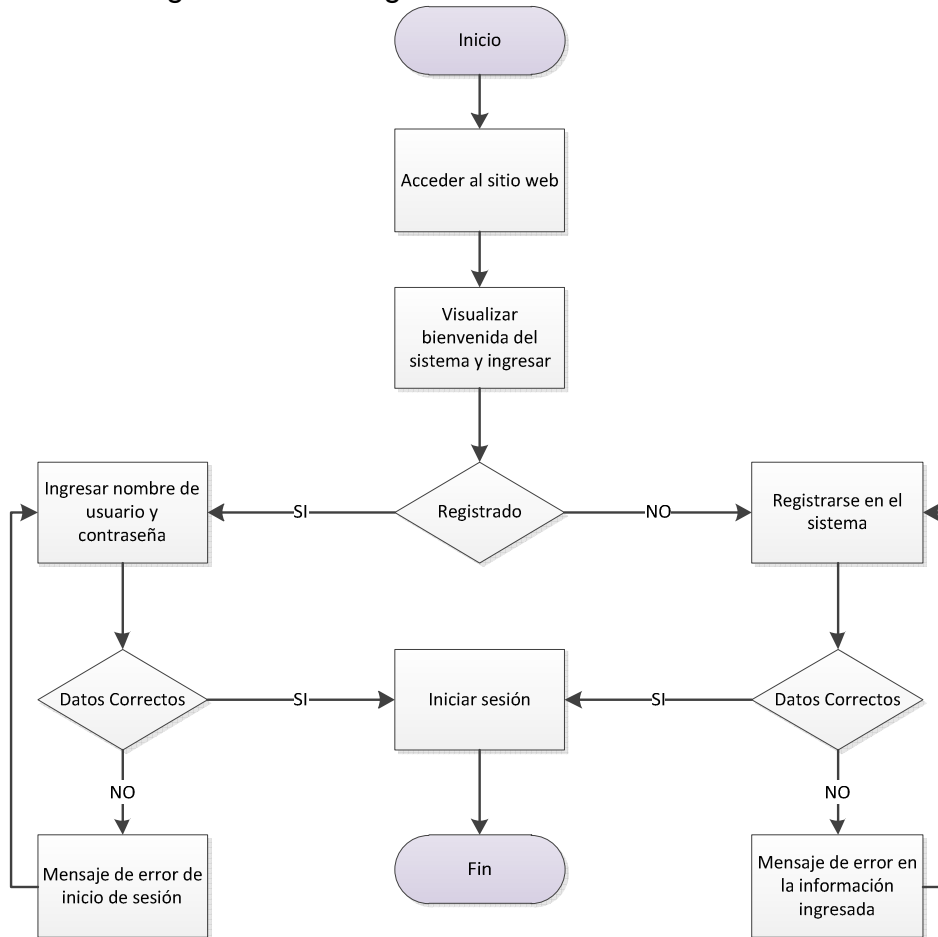 Inicio
Acceder al sitio web
Visualizar
bienvenida del
sistema y ingresar
Ingresar nombre de
usuario y
contraseña
SI
Registrado
NO
Registrarse en el
sistema
Datos Correctos
SI
Iniciar sesión
SI
Datos Correctos
NO
NO
Mensaje de error de
inicio de sesión
Fin
Mensaje de error en
la información
ingresada